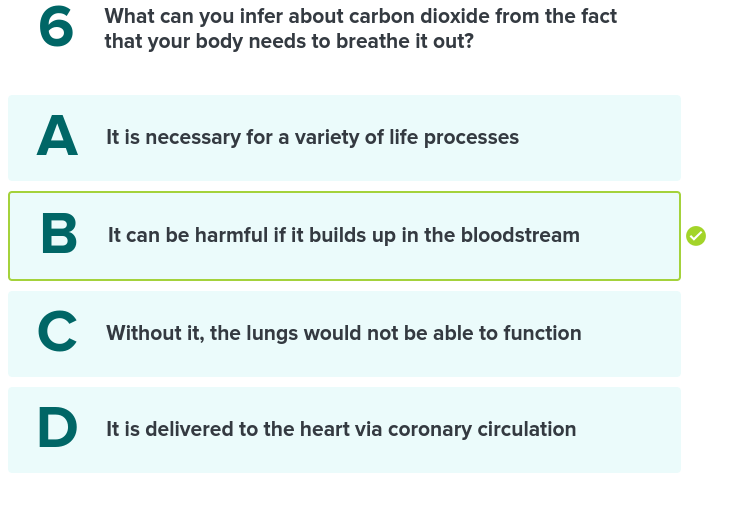 6
What can you infer about carbon dioxide from the fact
that your body needs to breathe it out?
A It is necessary for a variety of life processes
B It can be harmful if it builds up in the bloodstream
C Without it, the lungs would not be able to function
D It is delivered to the heart via coronary circulation